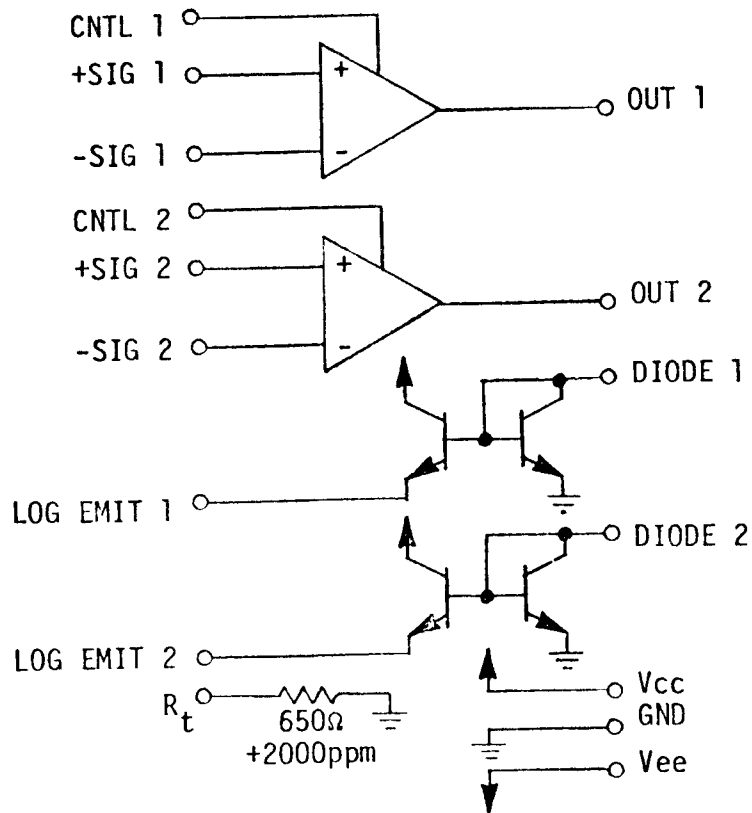 CNTL 1
+SIG 1
+
OUT 1
-SIG 1
-
CNTL 2
+SIG 2
+
OUT 2
-SIG 2
-
DIODE 1
LOG EMIT 1
DIODE 2
LOG EMIT 2
Rt
650Ω
+2000ppm
Vcc
GND
Vee